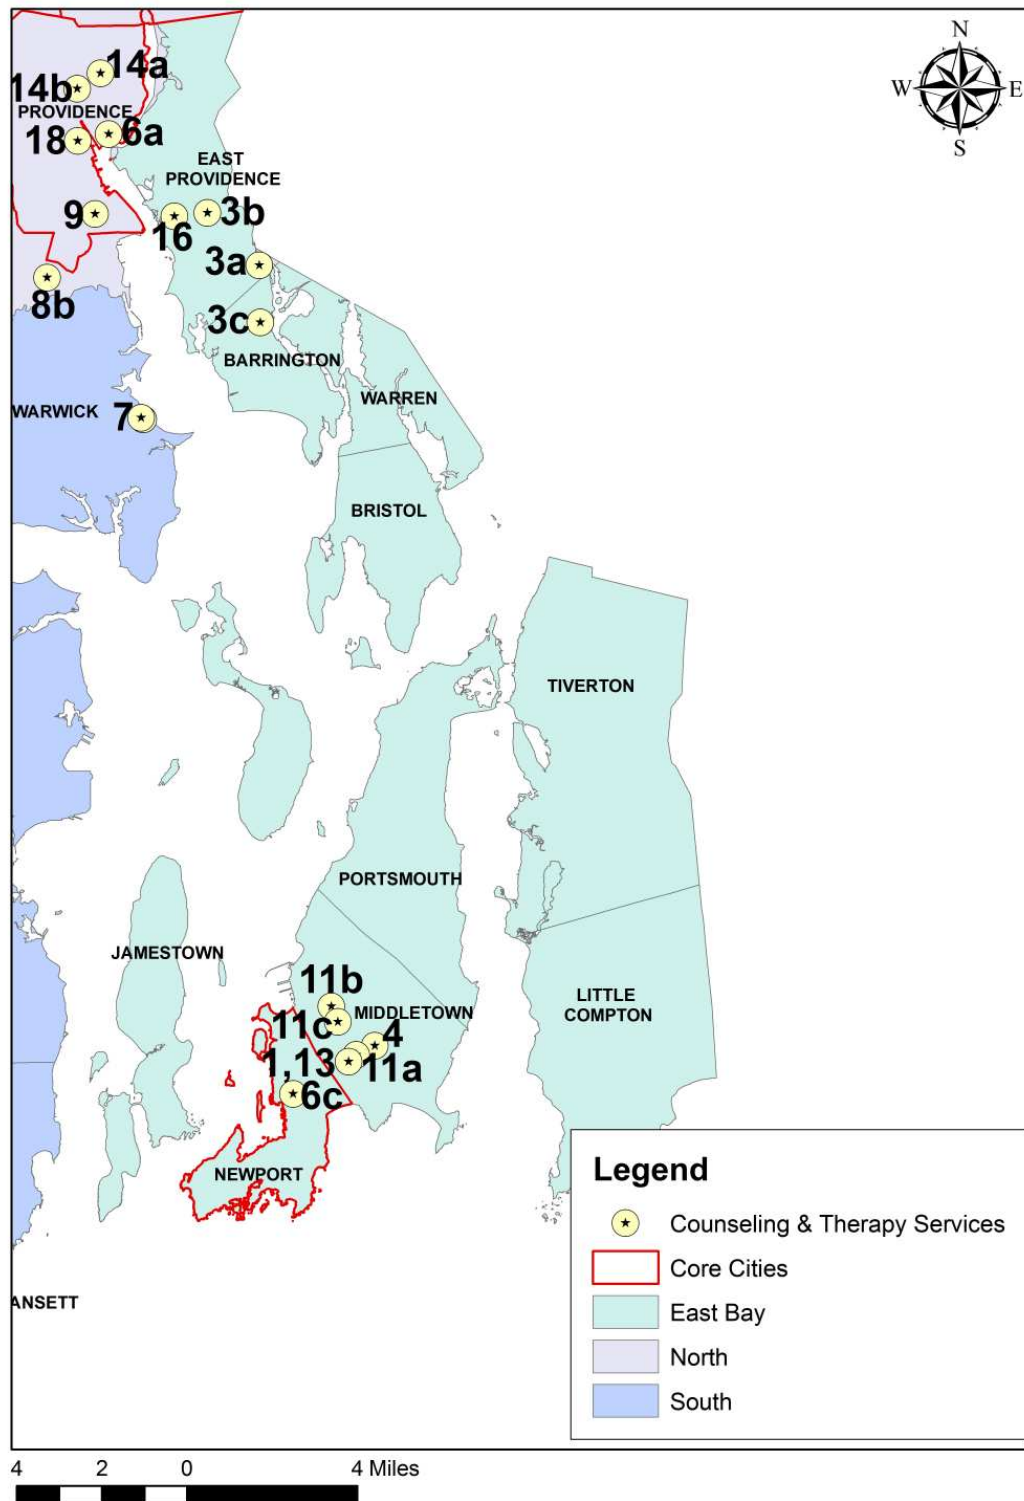 N
W E
S
14a
14b
PROVIDENCE
6a
18
EAST
PROVIDENCE
9
3b
16
3a
8b
3c
BARRINGTON
WARREN
WARWICK
7
BRISTOL
TIVERTON
PORTSMOUTH
JAMESTOWN
11b
MIDDLETOWN
11c
4
1,13
11a
6c
LITTLE
COMPTON
NEWPORT
ANSETT
Legend
Counseling & Therapy Services
Core Cities
East Bay
North
South
4 2 0 4 Miles